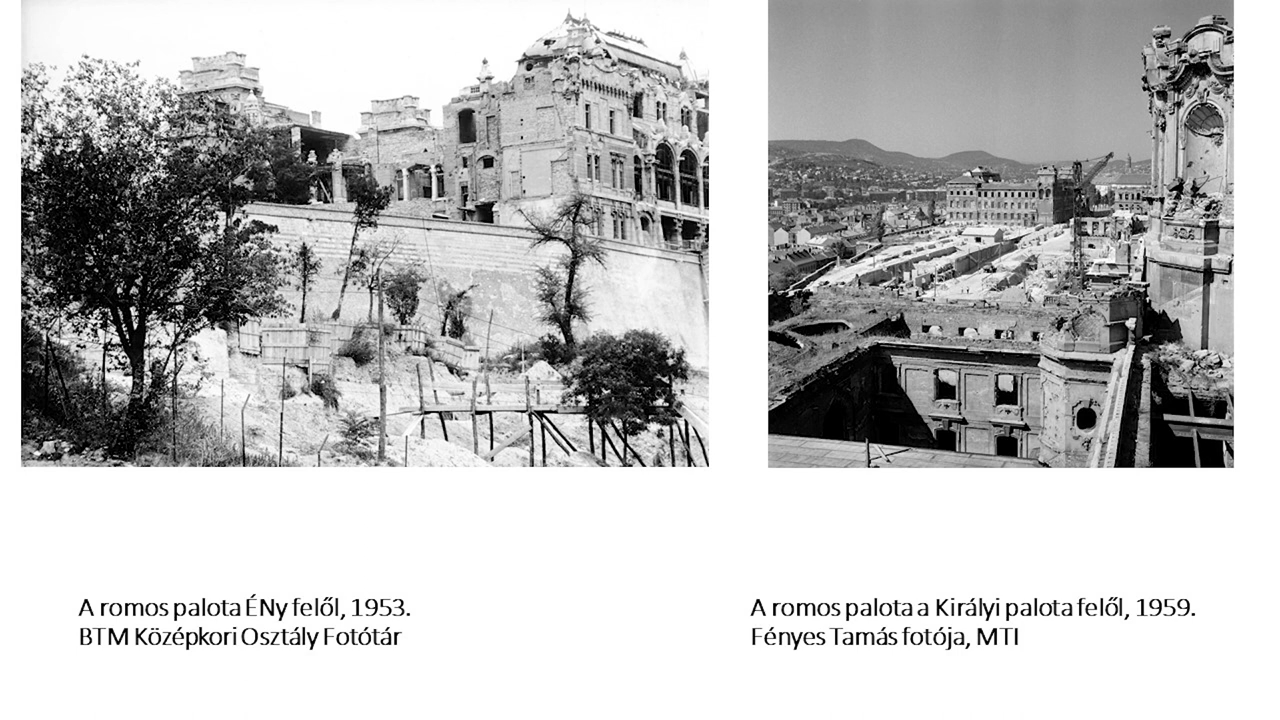 A romos palota ÉNy felől, 1953.
BTM Középkori Osztály Fotótár
A romos palota a Királyi palota felől, 1959.
Fényes Tamás fotója, MTI